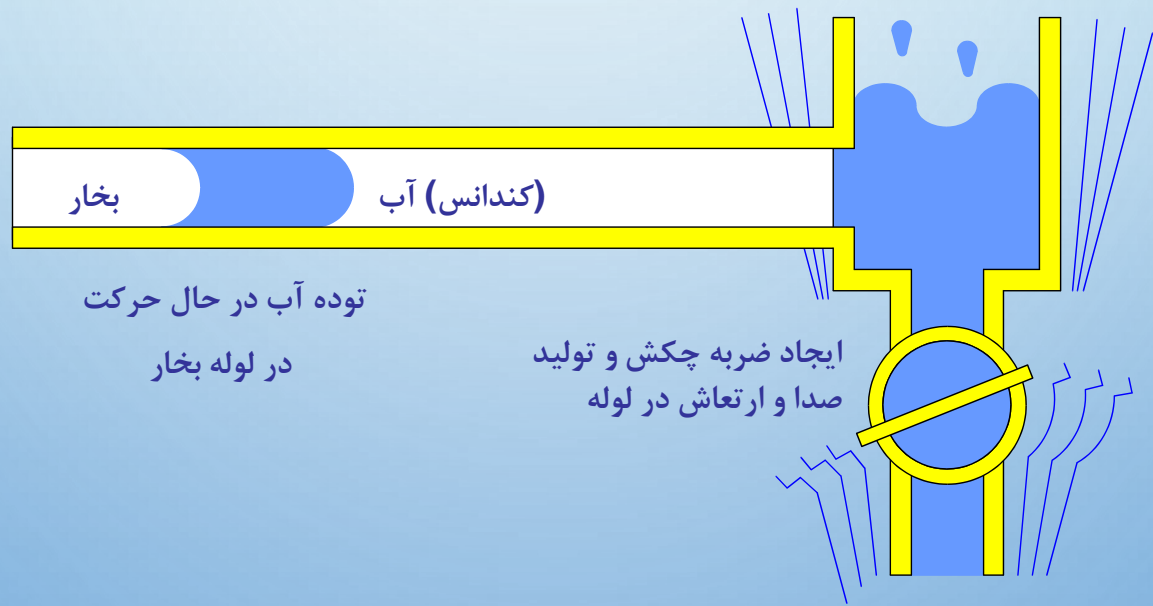 بخار
آب (کندانس)
توده آب در حال حرکت
در لوله بخار
ایجاد ضربه چکش و تولید
صدا و ارتعاش در لوله